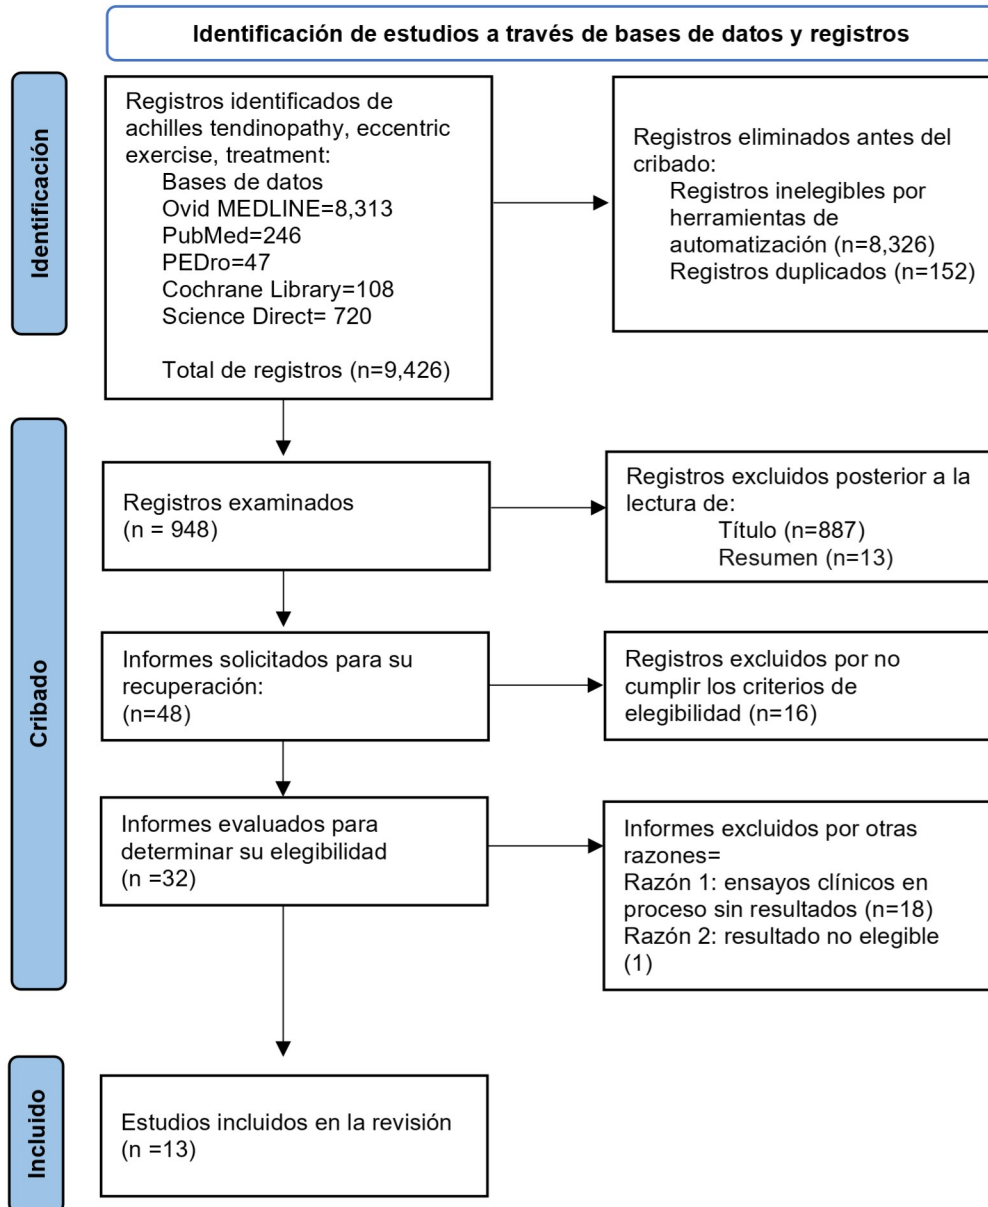 Identificación de estudios a través de bases de datos y registros
Identificación
Registros identificados de
achilles tendinopathy, eccentric
exercise, treatment:
Bases de datos
Ovid MEDLINE=8,313
PubMed=246
PEDro=47
Cochrane Library=108
Science Direct= 720
Total de registros (n=9,426)
Registros eliminados antes del
cribado:
Registros inelegibles por
herramientas de
automatización (n=8,326)
Registros duplicados (n=152)
Cribado
Registros examinados
(n = 948)
Registros excluidos posterior a la
lectura de:
Título (n=887)
Resumen (n=13)
Informes solicitados para su
recuperación:
(n=48)
Registros excluidos por no
cumplir los criterios de
elegibilidad (n=16)
Informes evaluados para
determinar su elegibilidad
(n =32)
Informes excluidos por otras
razones=
Razón 1: ensayos clínicos en
proceso sin resultados (n=18)
Razón 2: resultado no elegible
(1)
Incluido
Estudios incluidos en la revisión
(n =13)